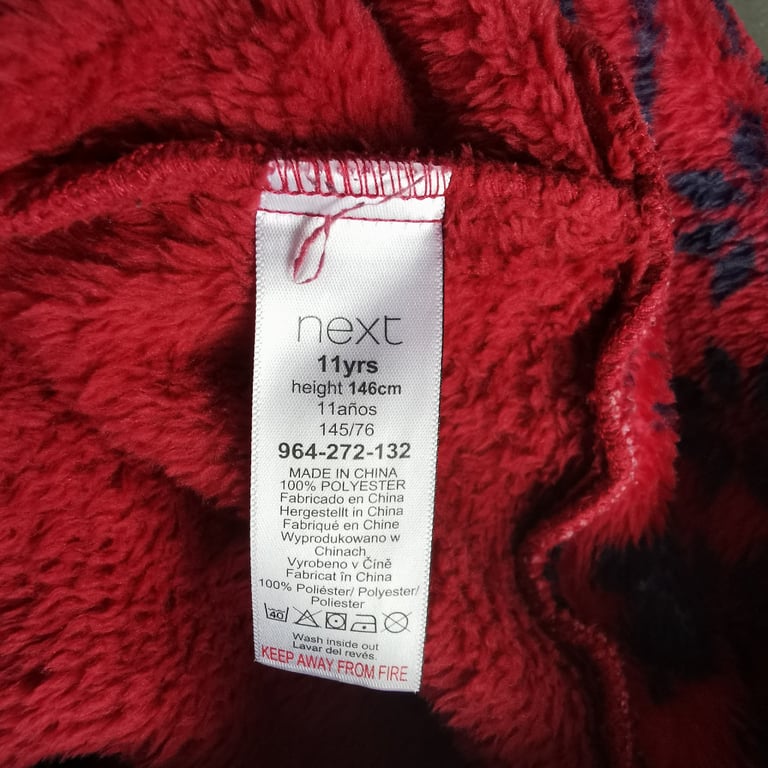 next
11yrs
height 146cm
11años
145/76
964-272-132
MADE IN CHINA
100% POLYESTER
Fabricado en China
Hergestellt in China
Fabriqué en Chine
Wyprodukowano w
Chinach
Vyrobeno v Číně
Fabricat în China
100% Poliéster/ Polyester/
Poliester
40
Wash inside out
Lavar del revés.
KEEP AWAY FROM FIRE